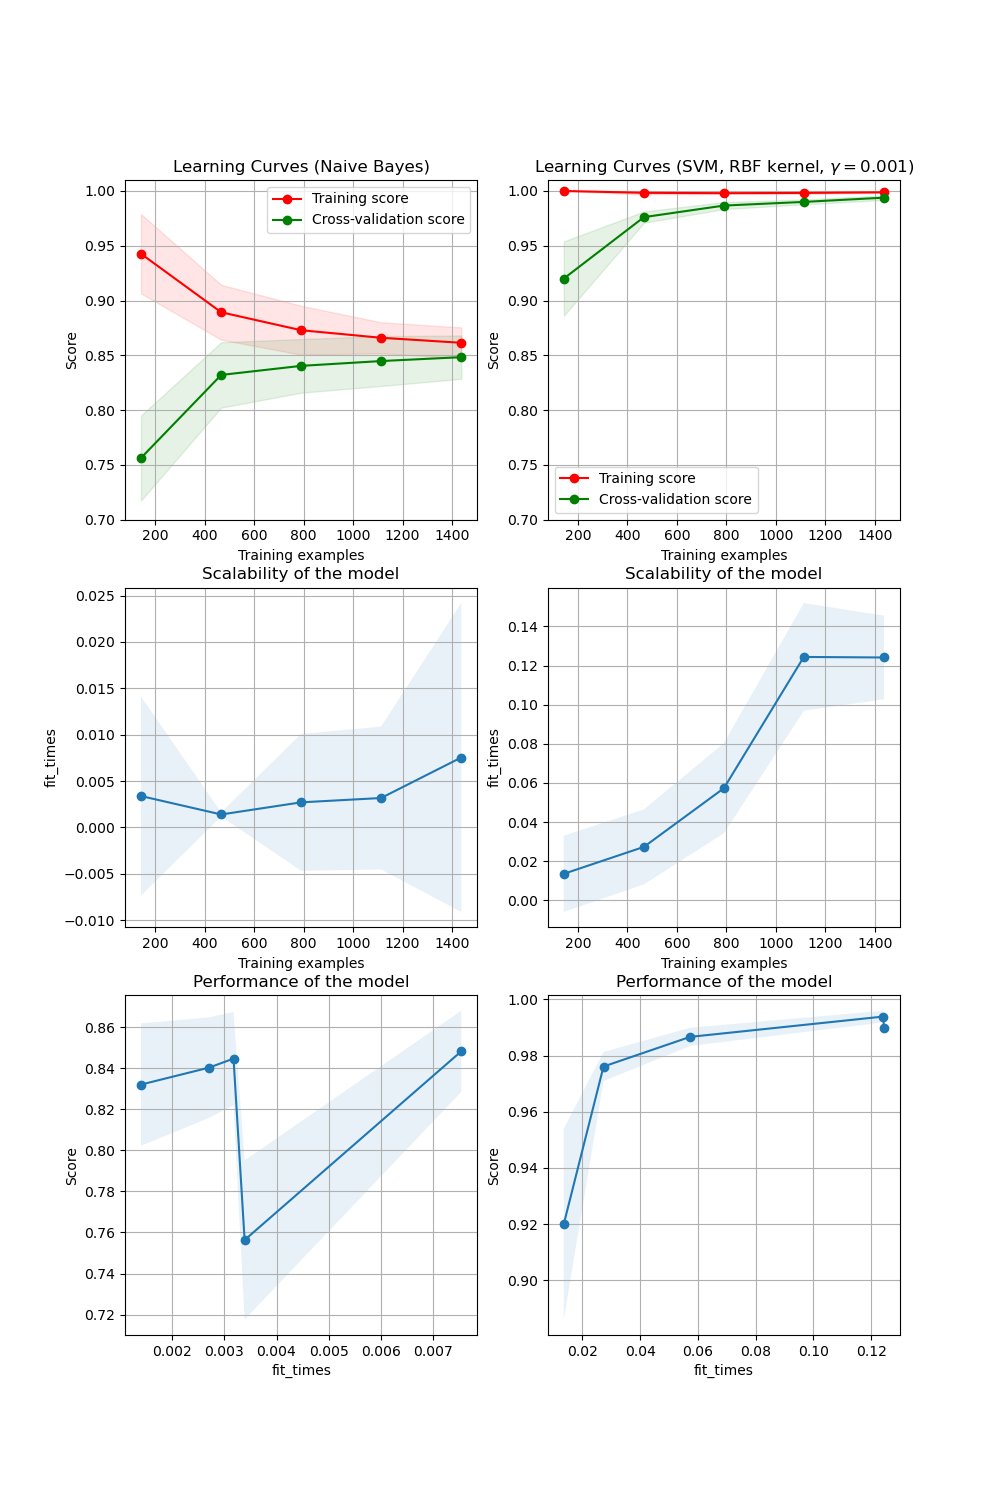 Learning Curves (Naive Bayes)
Score
1.00
0.95
0.90
0.85
0.80
0.75
0.70
Training score
Cross-validation score
200 400 600 800 1000 1200 1400
Training examples
Learning Curves (SVM, RBF kernel, γ = 0.001)
Score
1.00
0.95
0.90
0.85
0.80
0.75
0.70
Training score
Cross-validation score
200 400 600 800 1000 1200 1400
Training examples
Scalability of the model
fit_times
0.025
0.020
0.015
0.010
0.005
0.000
−0.005
−0.010
200 400 600 800 1000 1200 1400
Training examples
Scalability of the model
fit_times
0.14
0.12
0.10
0.08
0.06
0.04
0.02
0.00
200 400 600 800 1000 1200 1400
Training examples
Performance of the model
Score
0.86
0.84
0.82
0.80
0.78
0.76
0.74
0.72
0.002 0.003 0.004 0.005 0.006 0.007
fit_times
Performance of the model
Score
1.00
0.98
0.96
0.94
0.92
0.90
0.02 0.04 0.06 0.08 0.10 0.12
fit_times